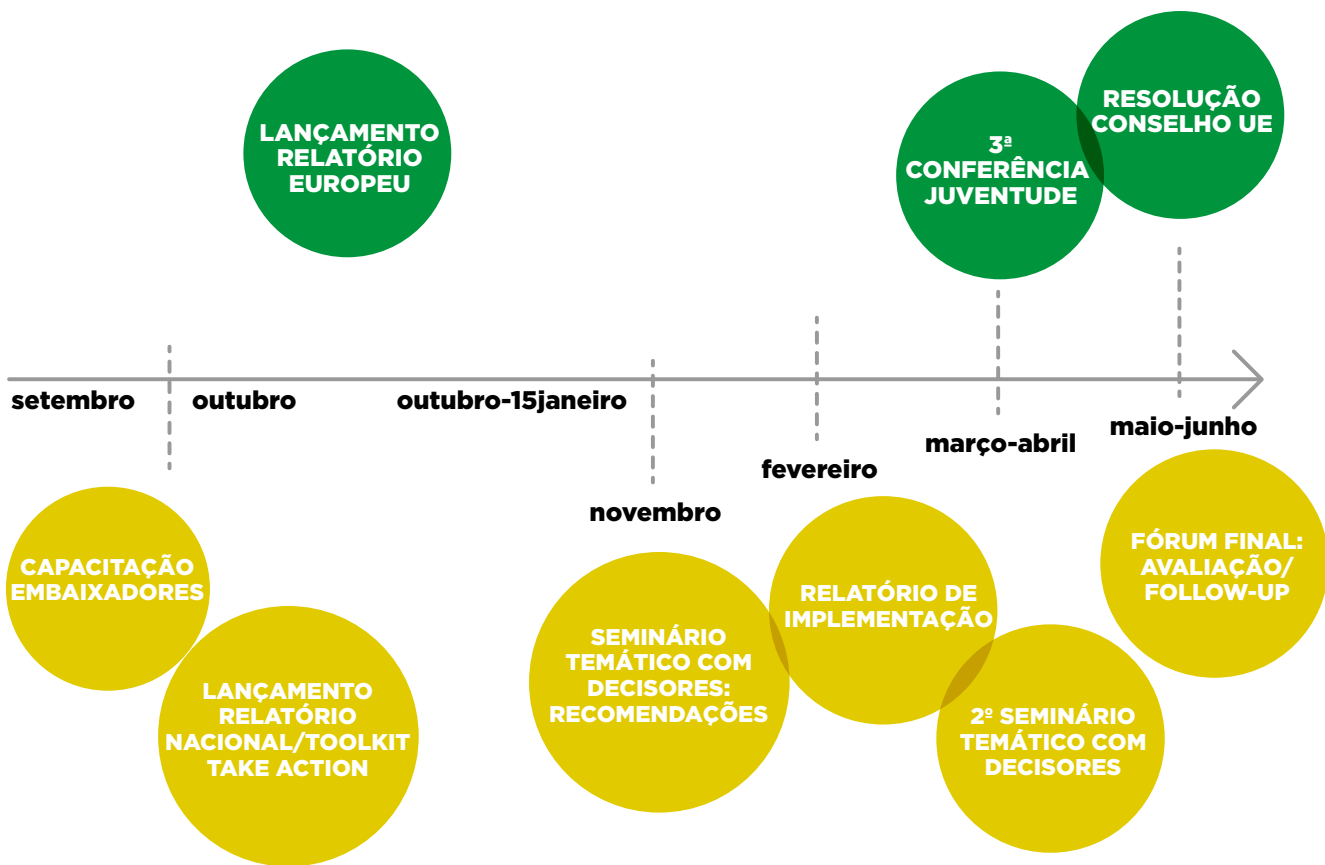 LANÇAMENTO
RELATÓRIO
EUROPEU
3ª
CONFERÊNCIA
JUVENTUDE
RESOLUÇÃO
CONSELHO UE
setembro
outubro
outubro-15janeiro
novembro
fevereiro
março-abril
maio-junho
CAPACITAÇÃO
EMBAIXADORES
LANÇAMENTO
RELATÓRIO
NACIONAL/TOOLKIT
TAKE ACTION
SEMINÁRIO
TEMÁTICO COM
DECISORES:
RECOMENDAÇÕES
RELATÓRIO DE
IMPLEMENTAÇÃO
2º SEMINÁRIO
TEMÁTICO COM
DECISORES
FÓRUM FINAL:
AVALIAÇÃO/
FOLLOW-UP